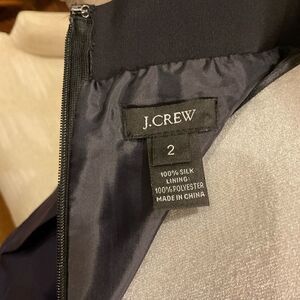 J.CREW
2
100% SILK
LINING:
100% POLYESTER
MADE IN CHINA